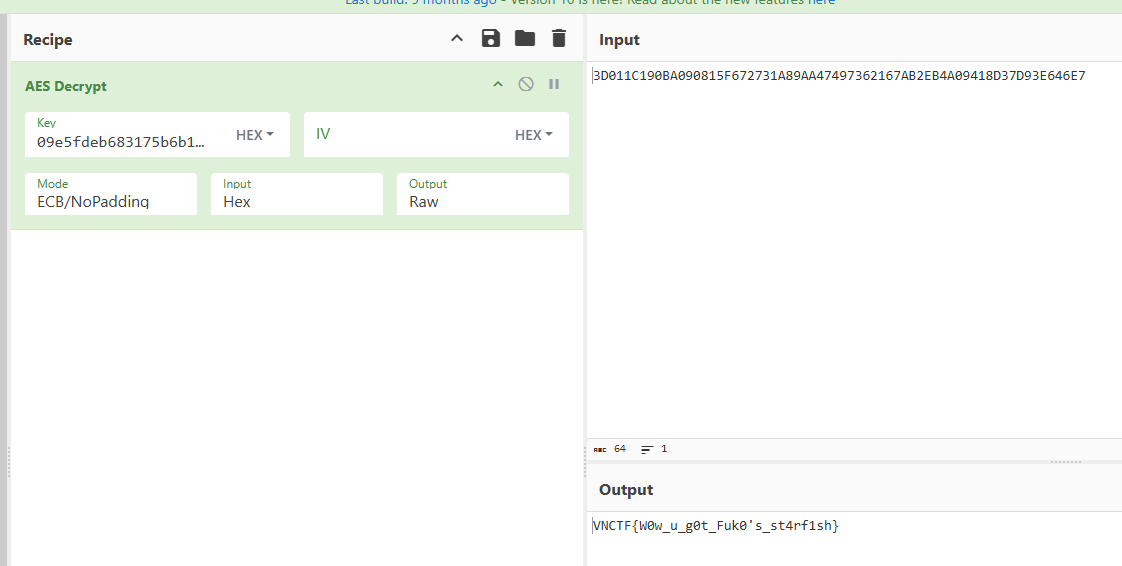 Last build: 9 months ago - Version 10 is here! Read about the new features here
Recipe
Input
3D011C190BA090815F672731A89AA47497362167AB2EB4A09418D37D93E646E7
AES Decrypt
Key
09e5fdeb683175b6b1...
HEX
IV
HEX
Mode
ECB/NoPadding
Input
Hex
Output
Raw
ABC 64 1
Output
VNCTF{W0w_u_g0t_Fuk0's_st4rf1sh}